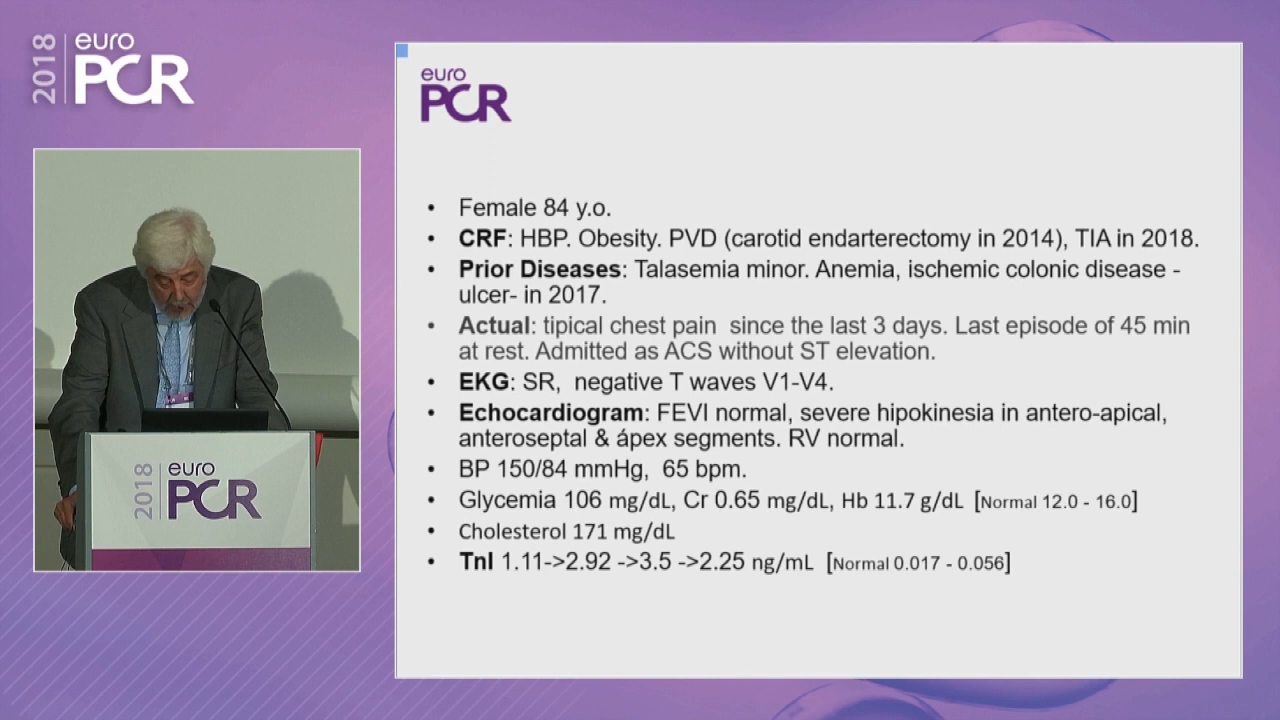 2018
euro
PCR
euro
PCR
• Female 84 y.o.
• CRF: HBP. Obesity. PVD (carotid endarterectomy in 2014), TIA in 2018.
• Prior Diseases: Talasemia minor. Anemia, ischemic colonic disease -
ulcer- in 2017.
• Actual: tipical chest pain since the last 3 days. Last episode of 45 min
at rest. Admitted as ACS without ST elevation.
• EKG: SR, negative T waves V1-V4.
• Echocardiogram: FEVI normal, severe hipokinesia in antero-apical,
anteroseptal & ápex segments. RV normal.
• BP 150/84 mmHg, 65 bpm.
• Glycemia 106 mg/dL, Cr 0.65 mg/dL, Hb 11.7 g/dL [Normal 12.0 - 16.0]
• Cholesterol 171 mg/dL
• TnI 1.11->2.92 ->3.5 ->2.25 ng/mL [Normal 0.017 - 0.056]
2018
euro
PCR